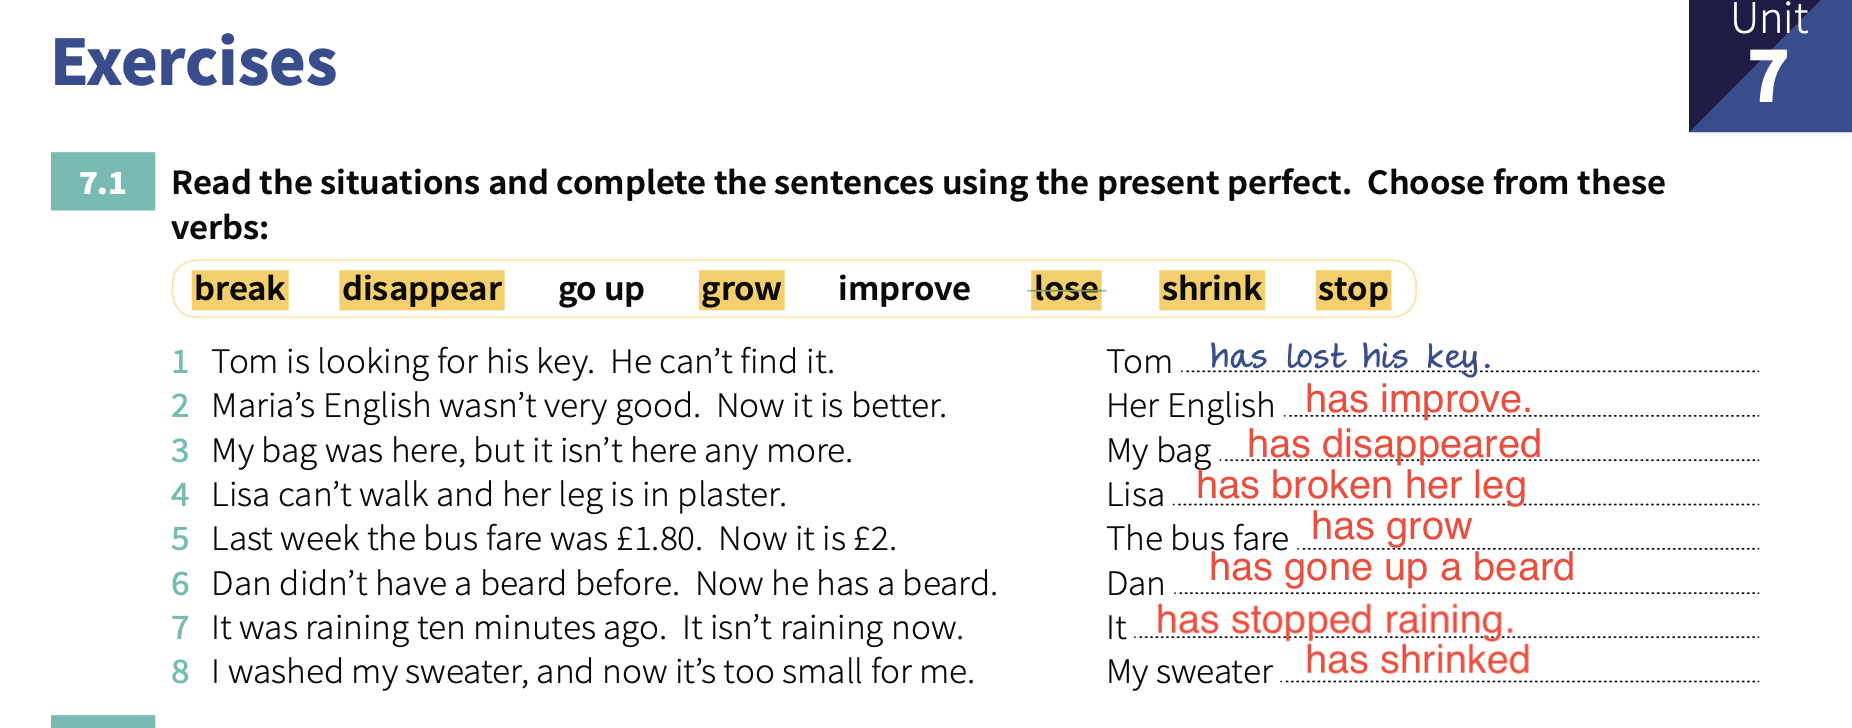 Exercises
Unit
7
7.1 Read the situations and complete the sentences using the present perfect. Choose from these
verbs:
break disappear go up grow improve lose shrink stop
1 Tom is looking for his key. He can’t find it. Tom has lost his key.
2 Maria’s English wasn’t very good. Now it is better. Her English has improve.
3 My bag was here, but it isn’t here any more. My bag has disappeared
4 Lisa can’t walk and her leg is in plaster. Lisa has broken her leg
5 Last week the bus fare was £1.80. Now it is £2. The bus fare has grow
6 Dan didn’t have a beard before. Now he has a beard. Dan has gone up a beard
7 It was raining ten minutes ago. It isn’t raining now. It has stopped raining.
8 I washed my sweater, and now it’s too small for me. My sweater has shrinked